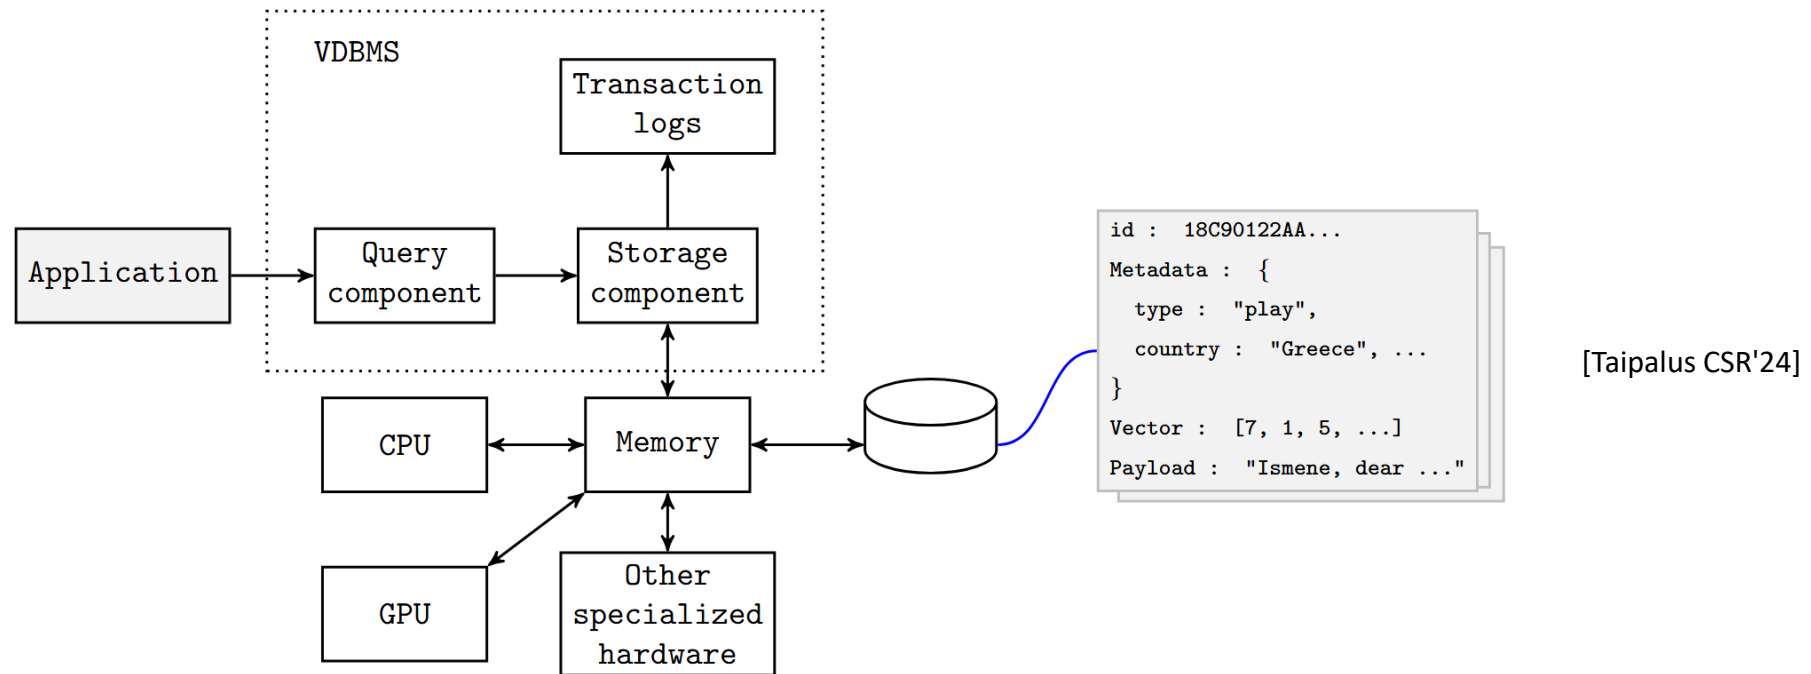 VDBMS
Transaction
logs
Application
Query
component
Storage
component
CPU
Memory
GPU
Other
specialized
hardware
id :  18C90122AA...
Metadata :  {
type :  "play",
country :  "Greece", ...
}
Vector :  [7, 1, 5, ...]
Payload :  "Ismene, dear ..."
[Taipalus CSR'24]